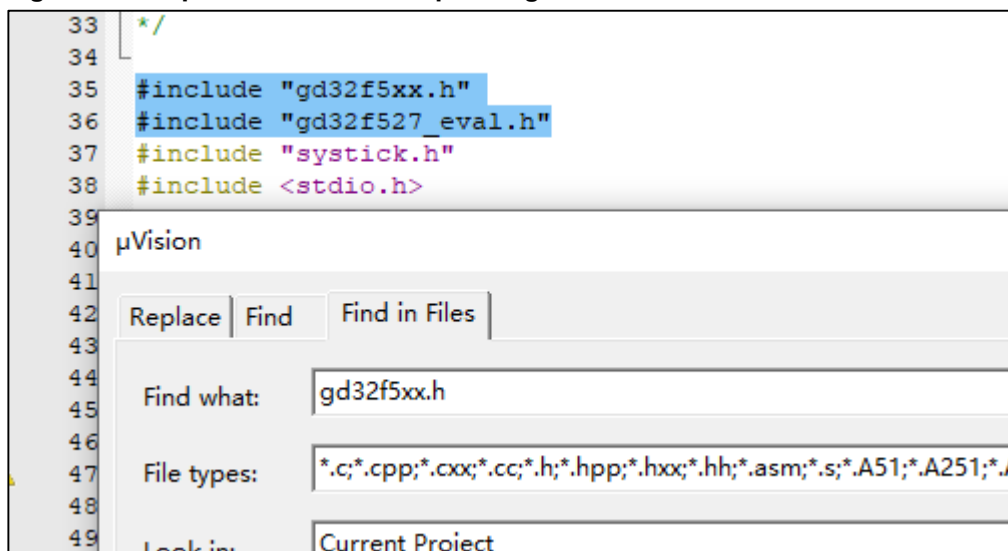 33 */
34
35 #include "gd32f5xx.h"
36 #include "gd32f527_eval.h"
37 #include "systick.h"
38 #include <stdio.h>
39
40 µVision
41
42 Replace Find Find in Files
43
44
45 Find what: gd32f5xx.h
46
47 File types: *.c;*.cpp;*.cxx;*.cc;*.h;*.hpp;*.hxx;*.hh;*.asm;*.s;*.A51;*.A251;*.
48
49 Look in: Current Project